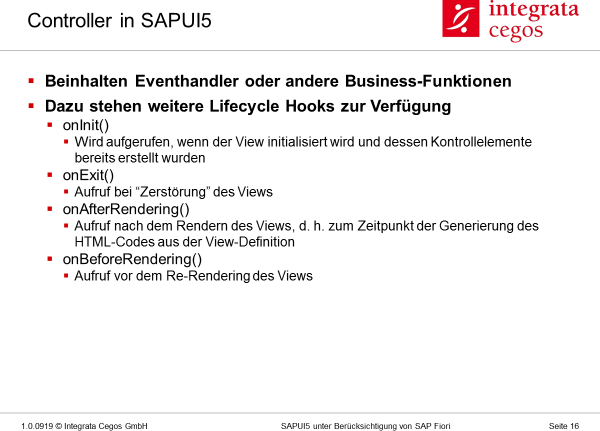 Controller in SAPUI5
integrata
cegos
Beinhalten Eventhandler oder andere Business-Funktionen
Dazu stehen weitere Lifecycle Hooks zur Verfügung
onInit()
Wird aufgerufen, wenn der View initialisiert wird und dessen Kontrollelemente
bereits erstellt wurden
onExit()
Aufruf bei “Zerstörung” des Views
onAfterRendering()
Aufruf nach dem Rendern des Views, d. h. zum Zeitpunkt der Generierung des
HTML-Codes aus der View-Definition
onBeforeRendering()
Aufruf vor dem Re-Rendering des Views
1.0.0919 © Integrata Cegos GmbH
SAPUI5 unter Berücksichtigung von SAP Fiori
Seite 16